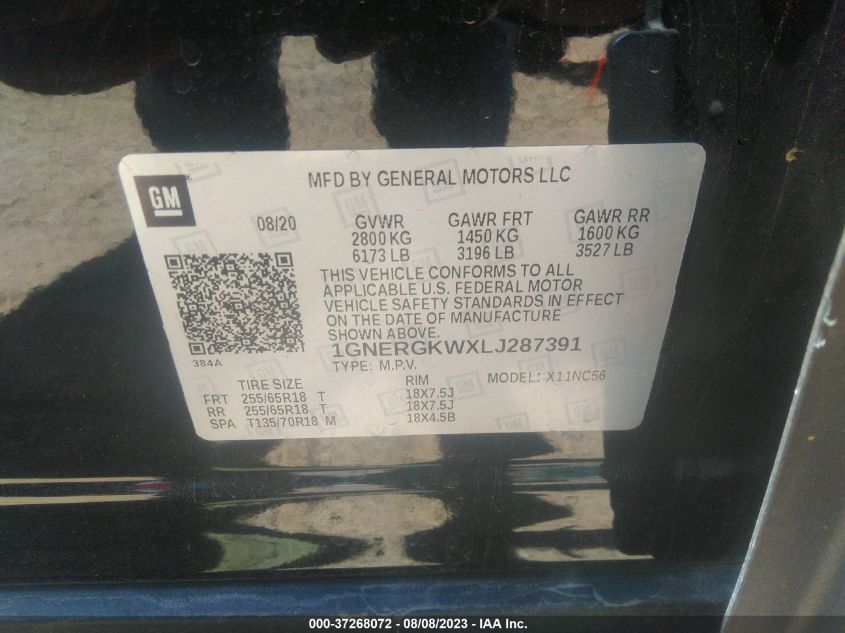 GM
MFD BY GENERAL MOTORS LLC
08/20 GVWR GAWR FRT GAWR RR
2800 KG 1450 KG 1600 KG
6173 LB 3196 LB 3527 LB
THIS VEHICLE CONFORMS TO ALL
APPLICABLE U.S. FEDERAL MOTOR
VEHICLE SAFETY STANDARDS IN EFFECT
ON THE DATE OF MANUFACTURE
SHOWN ABOVE.
384A 1GNERGKWXLJ287391
TYPE: M.P.V. MODEL: X11NC56
TIRE SIZE RIM
FRT 255/65R18 T 18X7.5J
RR 255/65R18 T 18X7.5J
SPA T135/70R18 M 18X4.5B
000-37268072 - 08/08/2023 - IAA Inc.